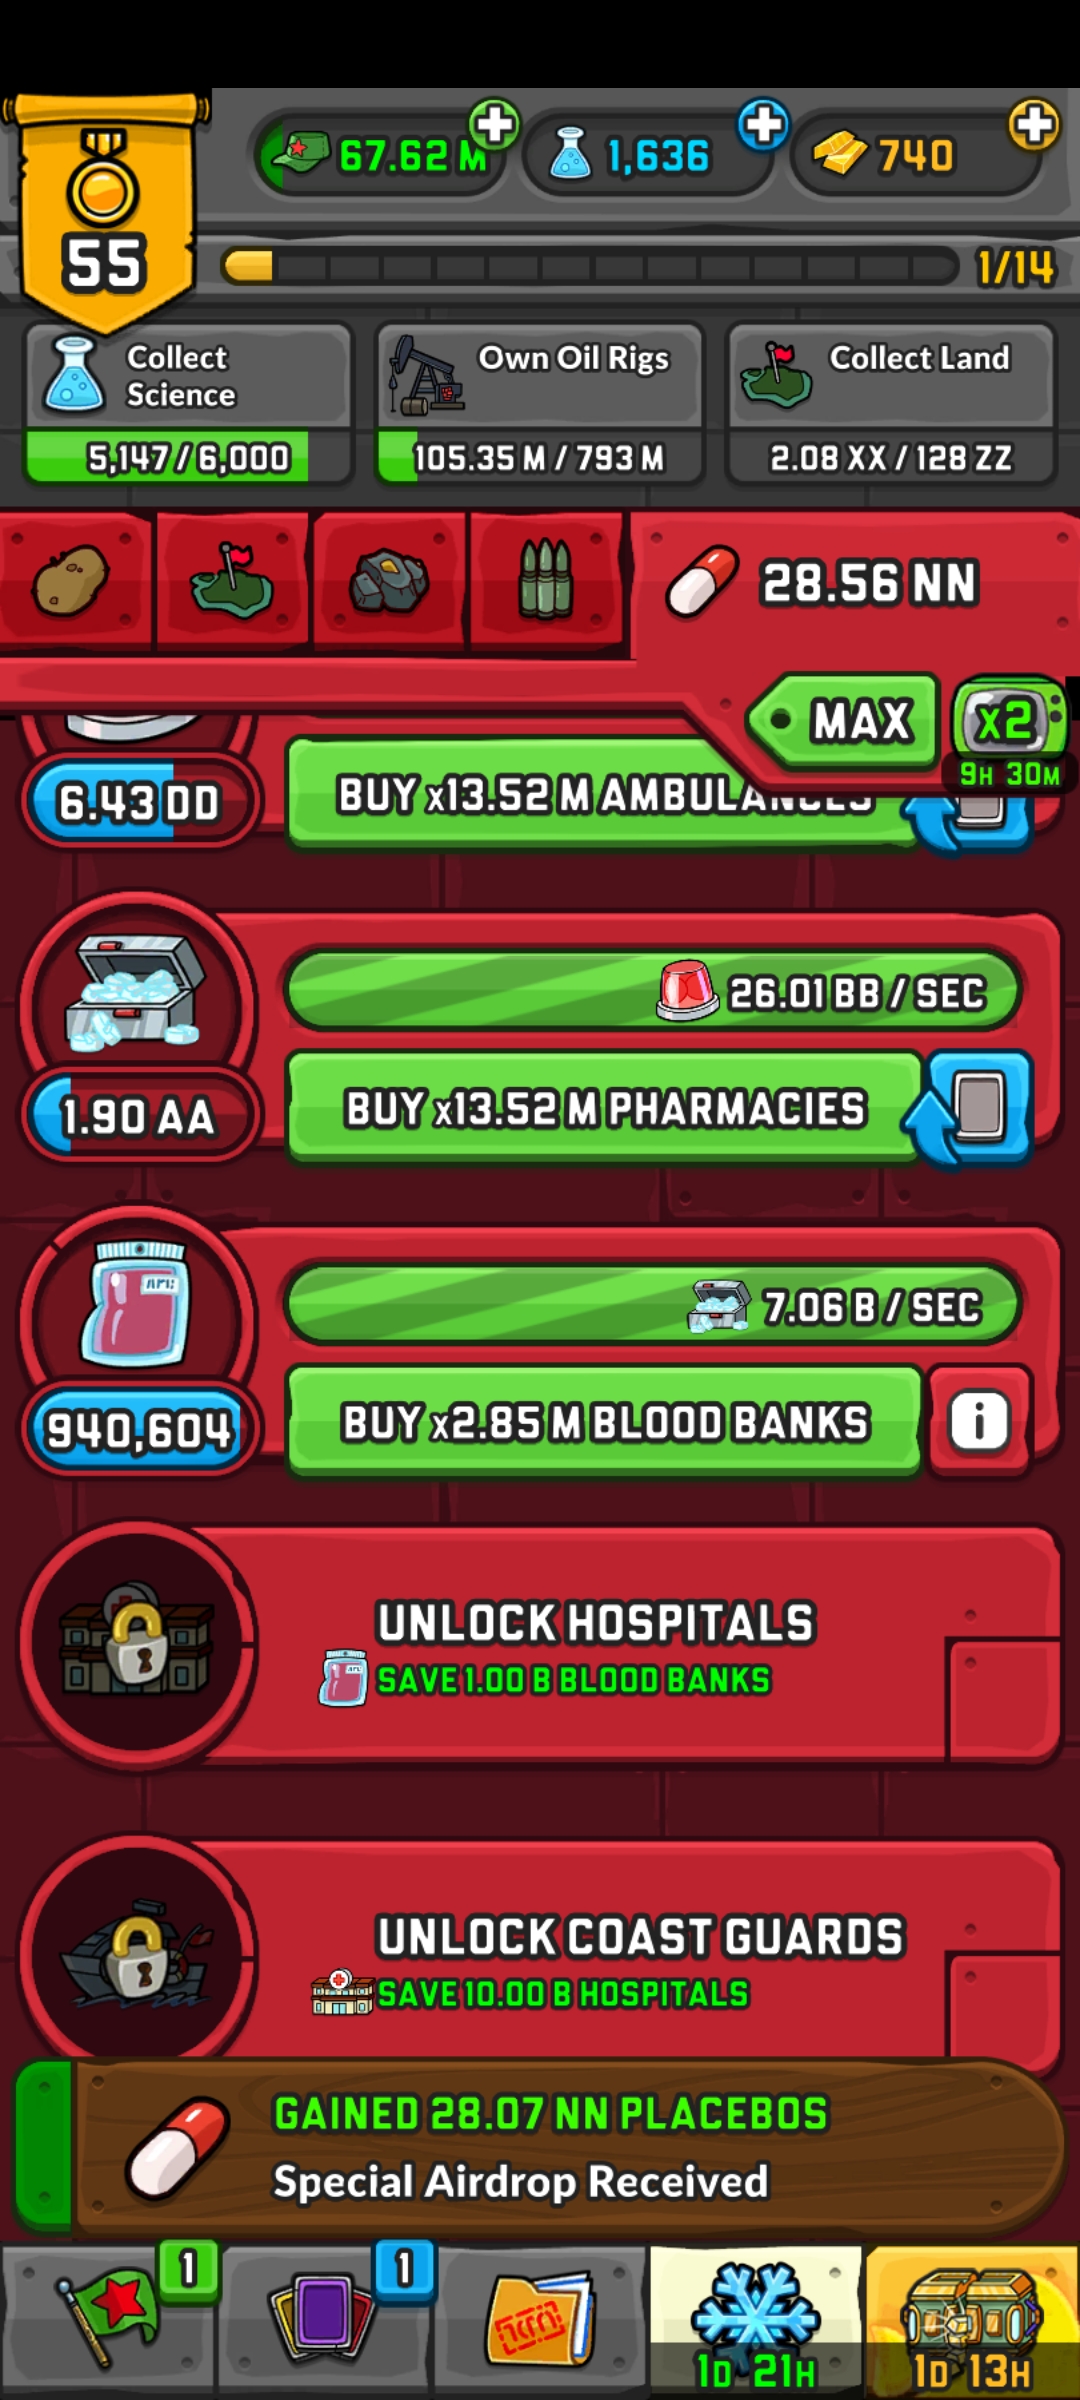 67.62 M
1,636
740
55
1/14
Collect
Science
5,147 / 6,000
Own Oil Rigs
105.35 M / 793 M
Collect Land
2.08 XX / 128 ZZ
28.56 NN
MAX
x2
9H 30M
6.43 DD
BUY x13.52 M AMBULANCES
26.01 BB / SEC
1.90 AA
BUY x13.52 M PHARMACIES
7.06 B / SEC
940,604
BUY x2.85 M BLOOD BANKS
i
UNLOCK HOSPITALS
SAVE 1.00 B BLOOD BANKS
UNLOCK COAST GUARDS
SAVE 10.00 B HOSPITALS
GAINED 28.07 NN PLACEBOS
Special Airdrop Received
1
1
1D 21H
1D 13H